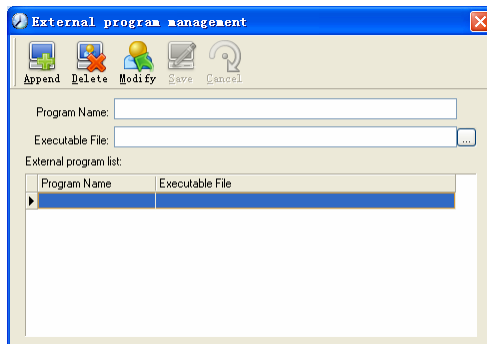 External program management
Append Delete Modify Save Cancel
Program Name:
Executable File: ...
External program list:
Program Name Executable File